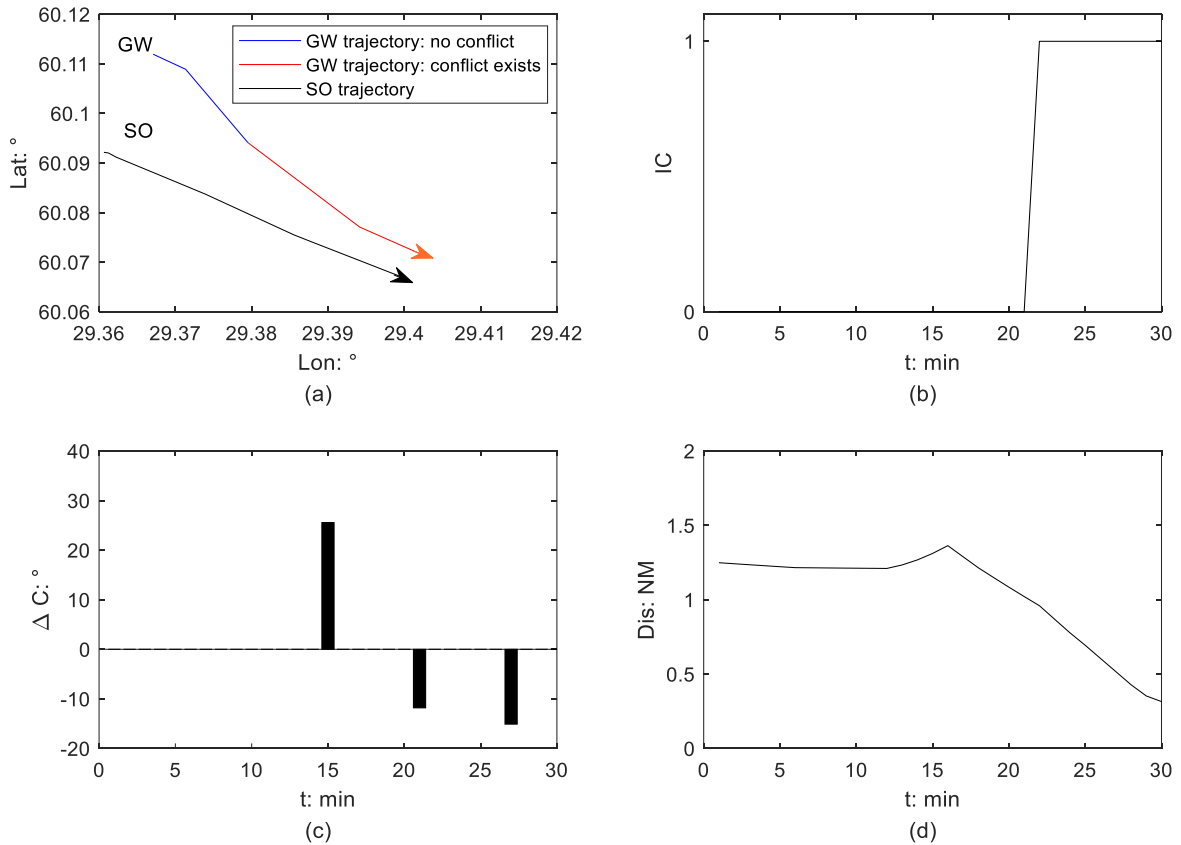 60.12
60.11
60.1
60.09
60.08
60.07
60.06
Lat: °
GW
SO
GW trajectory: no conflict
GW trajectory: conflict exists
SO trajectory
29.36 29.37 29.38 29.39 29.4 29.41 29.42
Lon: °
(a)
1
0
IC
0 5 10 15 20 25 30
t: min
(b)
40
30
20
10
0
-10
-20
Δ C: °
0 5 10 15 20 25 30
t: min
(c)
2
1.5
1
0.5
0
Dis: NM
0 5 10 15 20 25 30
t: min
(d)